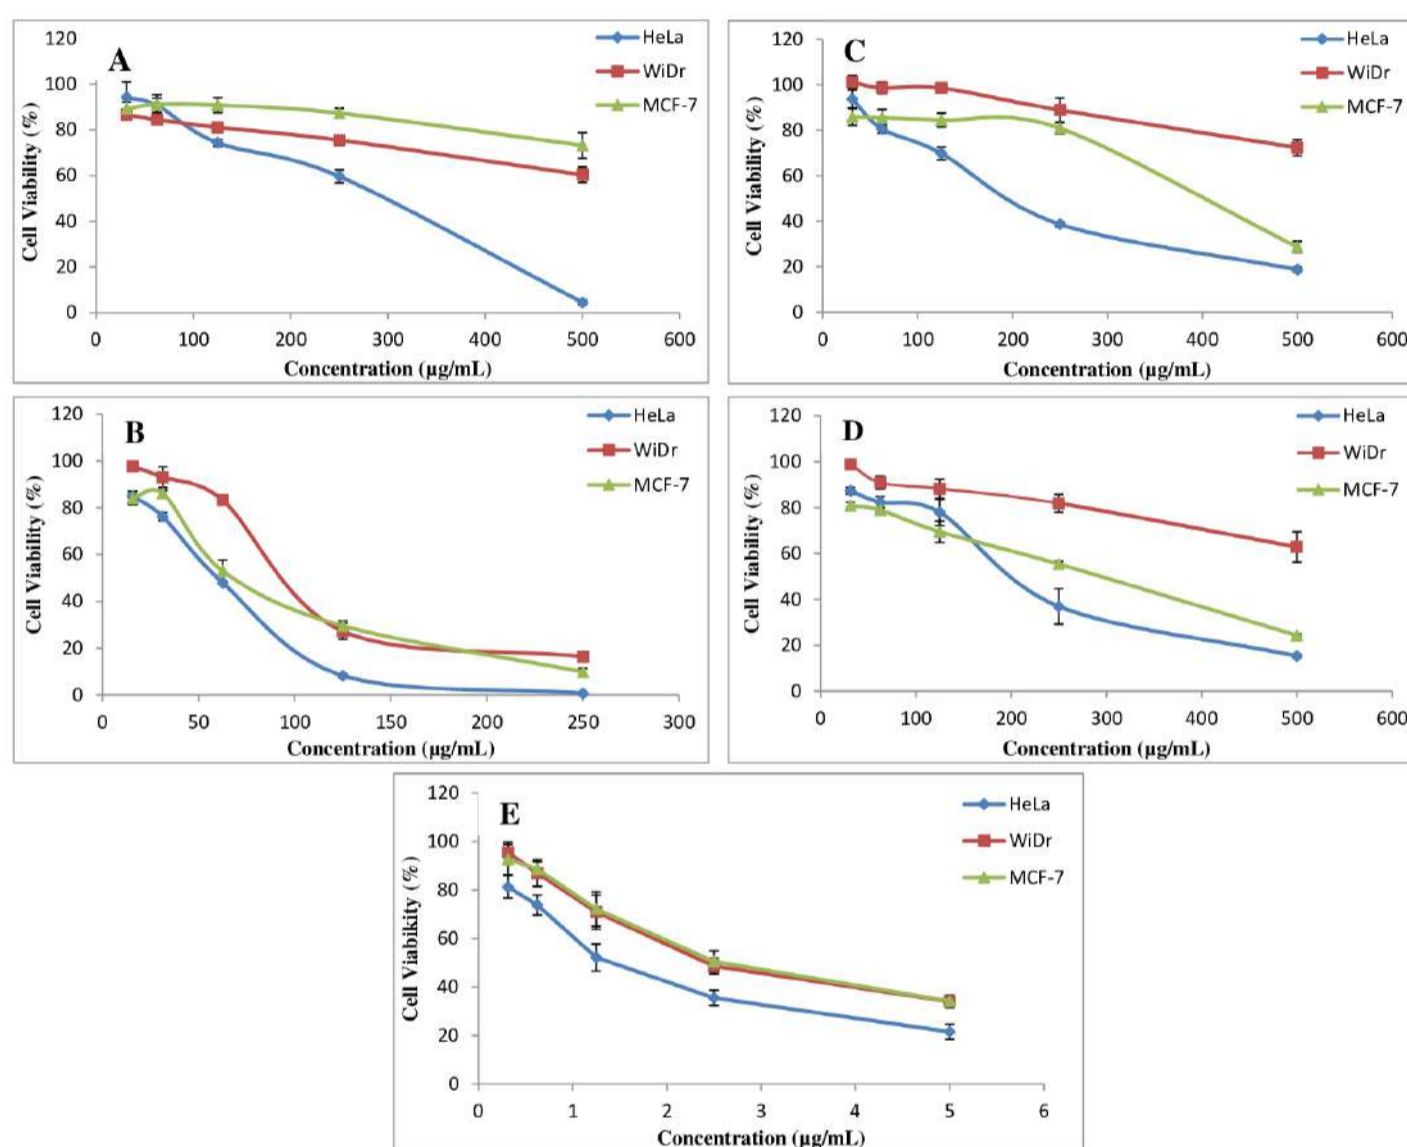 A
120
100
80
60
40
20
0
Cell Viability (%)
0 100 200 300 400 500 600
Concentration (µg/mL)
HeLa
WiDr
MCF-7
C
120
100
80
60
40
20
0
Cell Viability (%)
0 100 200 300 400 500 600
Concentration (µg/mL)
HeLa
WiDr
MCF-7
B
120
100
80
60
40
20
0
Cell Viability (%)
0 50 100 150 200 250 300
Concentration (µg/mL)
HeLa
WiDr
MCF-7
D
120
100
80
60
40
20
0
Cell Viability (%)
0 100 200 300 400 500 600
Concentration (µg/mL)
HeLa
WiDr
MCF-7
E
120
100
80
60
40
20
0
Cell Viabikity (%)
0 1 2 3 4 5 6
Concentration (µg/mL)
HeLa
WiDr
MCF-7